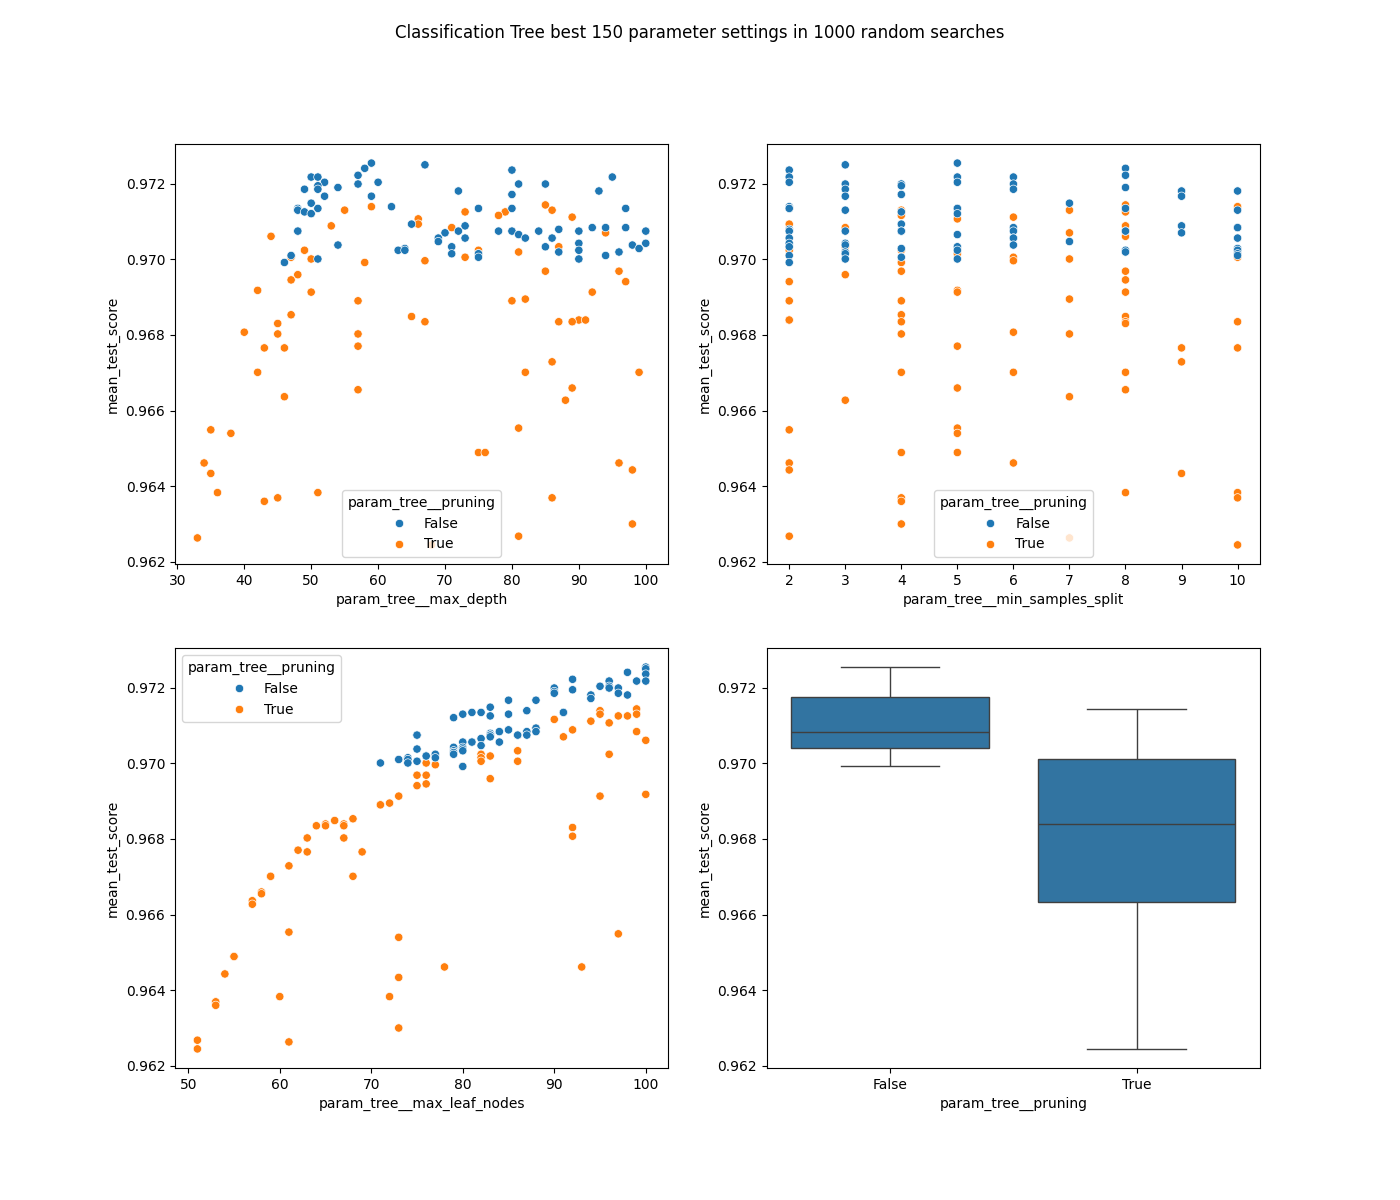 Classification Tree best 150 parameter settings in 1000 random searches
mean_test_score
0.972
0.970
0.968
0.966
0.964
0.962
param_tree__pruning
False
True
30 40 50 60 70 80 90 100
param_tree__max_depth
mean_test_score
0.972
0.970
0.968
0.966
0.964
0.962
param_tree__pruning
False
True
2 3 4 5 6 7 8 9 10
param_tree__min_samples_split
mean_test_score
0.972
0.970
0.968
0.966
0.964
0.962
param_tree__pruning
False
True
50 60 70 80 90 100
param_tree__max_leaf_nodes
mean_test_score
0.972
0.970
0.968
0.966
0.964
0.962
False True
param_tree__pruning